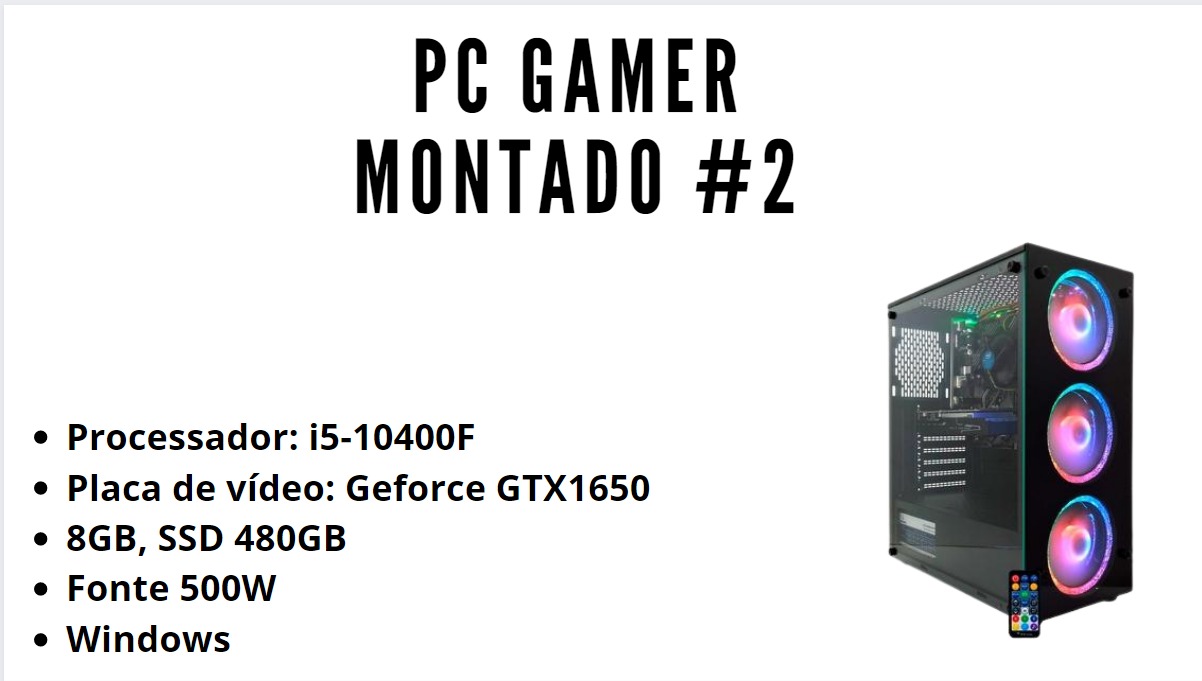 PC GAMER
MONTADO #2
• Processador: i5-10400F
• Placa de vídeo: Geforce GTX1650
• 8GB, SSD 480GB
• Fonte 500W
• Windows